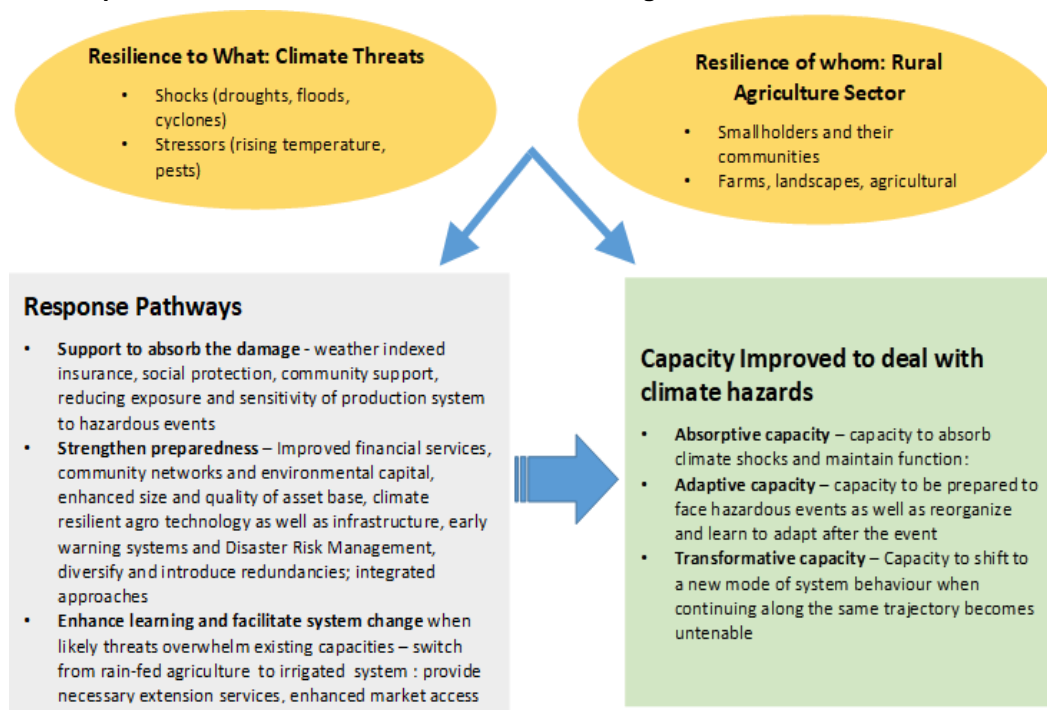 Resilience to What: Climate Threats
• Shocks (droughts, floods,
cyclones)
• Stressors (rising temperature,
pests)
Resilience of whom: Rural
Agriculture Sector
• Smallholders and their
communities
• Farms, landscapes, agricultural
Response Pathways
• Support to absorb the damage - weather indexed
insurance, social protection, community support,
reducing exposure and sensitivity of production system
to hazardous events
• Strengthen preparedness – Improved financial services,
community networks and environmental capital,
enhanced size and quality of asset base, climate
resilient agro technology as well as infrastructure, early
warning systems and Disaster Risk Management,
diversify and introduce redundancies; integrated
approaches
• Enhance learning and facilitate system change when
likely threats overwhelm existing capacities – switch
from rain-fed agriculture to irrigated system : provide
necessary extension services, enhanced market access
Capacity Improved to deal with
climate hazards
• Absorptive capacity – capacity to absorb
climate shocks and maintain function:
• Adaptive capacity – capacity to be prepared to
face hazardous events as well as reorganize
and learn to adapt after the event
• Transformative capacity – Capacity to shift to
a new mode of system behaviour when
continuing along the same trajectory becomes
untenable